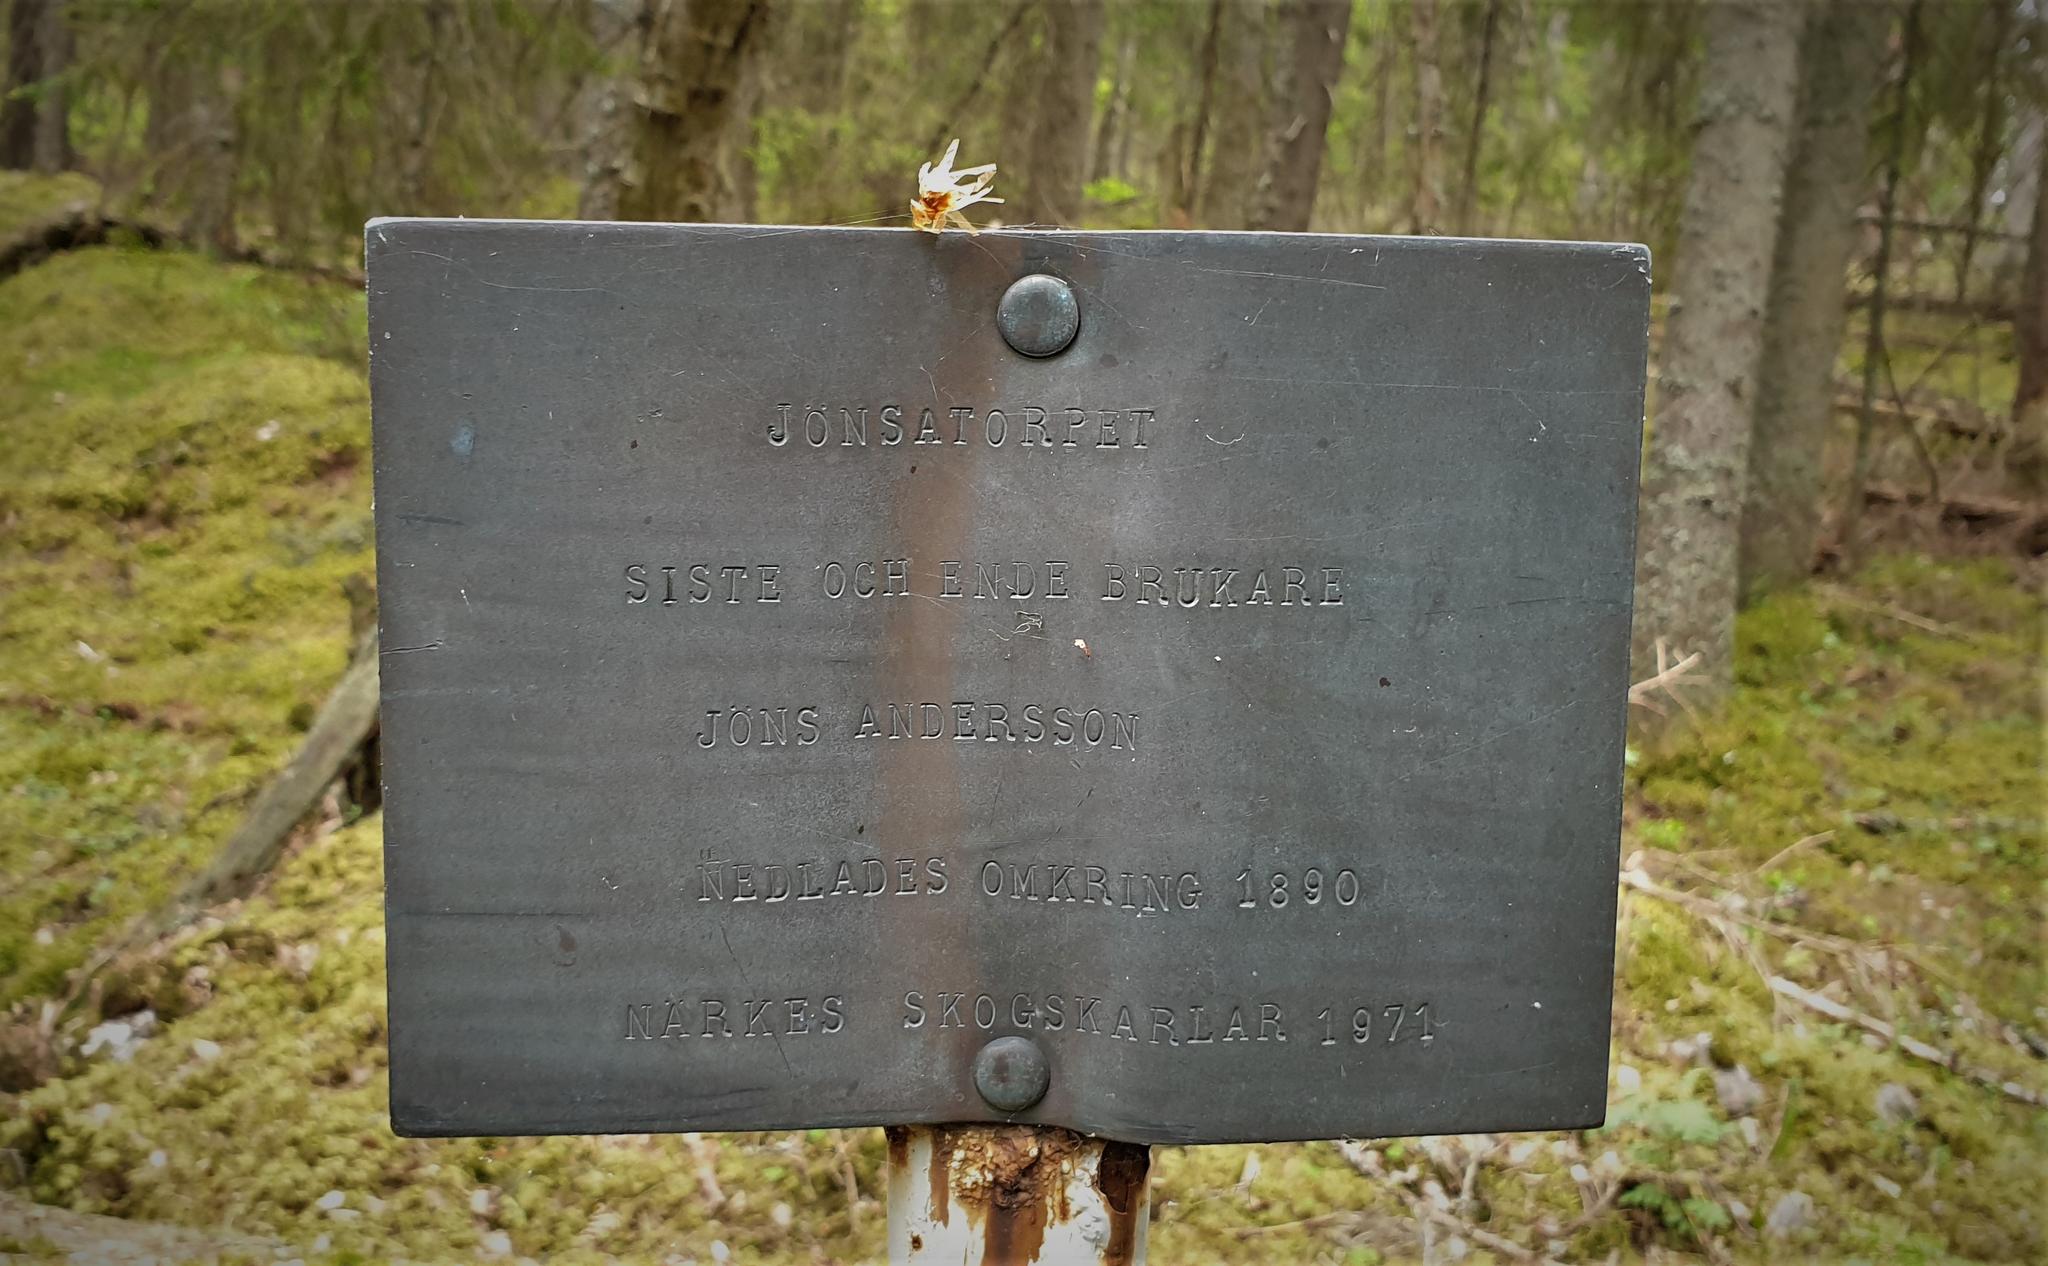 JÖNSATORPET
SISTE OCH ENDE BRUKARE
JÖNS ANDERSSON
NEDLADES OMKRING 1890
NÄRKES SKOGSKARLAR 1971